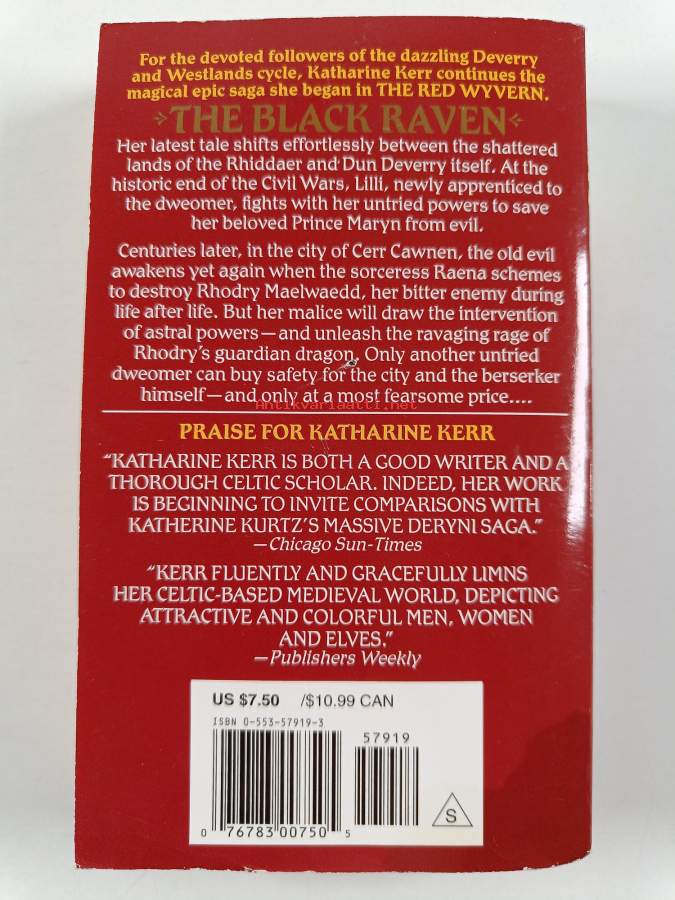 For the devoted followers of the dazzling Deverry
and Westlands cycle, Katharine Kerr continues the
magical epic saga she began in THE RED WYVERN.
THE BLACK RAVEN
Her latest tale shifts effortlessly between the shattered
lands of the Rhiddaer and Dun Deverry itself. At the
historic end of the Civil Wars, Lilli, newly apprenticed to
the dweomer, fights with her untried powers to save
her beloved Prince Maryn from evil.
Centuries later, in the city of Cerr Cawnen, the old evil
awakens yet again when the sorceress Raena schemes
to destroy Rhodry Maelwaedd, her bitter enemy during
life after life. But her malice will draw the intervention
of astral powers—and unleash the ravaging rage of
Rhodry's guardian dragon. Only another untried
dweomer can buy safety for the city and the berserker
himself—and only at a most fearsome price....
Antikvariaatti.net
PRAISE FOR KATHARINE KERR
"KATHARINE KERR IS BOTH A GOOD WRITER AND A
THOROUGH CELTIC SCHOLAR. INDEED, HER WORK
IS BEGINNING TO INVITE COMPARISONS WITH
KATHERINE KURTZ'S MASSIVE DERYNI SAGA."
—Chicago Sun-Times
"KERR FLUENTLY AND GRACEFULLY LIMNS
HER CELTIC-BASED MEDIEVAL WORLD, DEPICTING
ATTRACTIVE AND COLORFUL MEN, WOMEN
AND ELVES."
—Publishers Weekly
US $7.50 /$10.99 CAN
ISBN 0-553-57919-3
57919
S
0 76783 00750 5